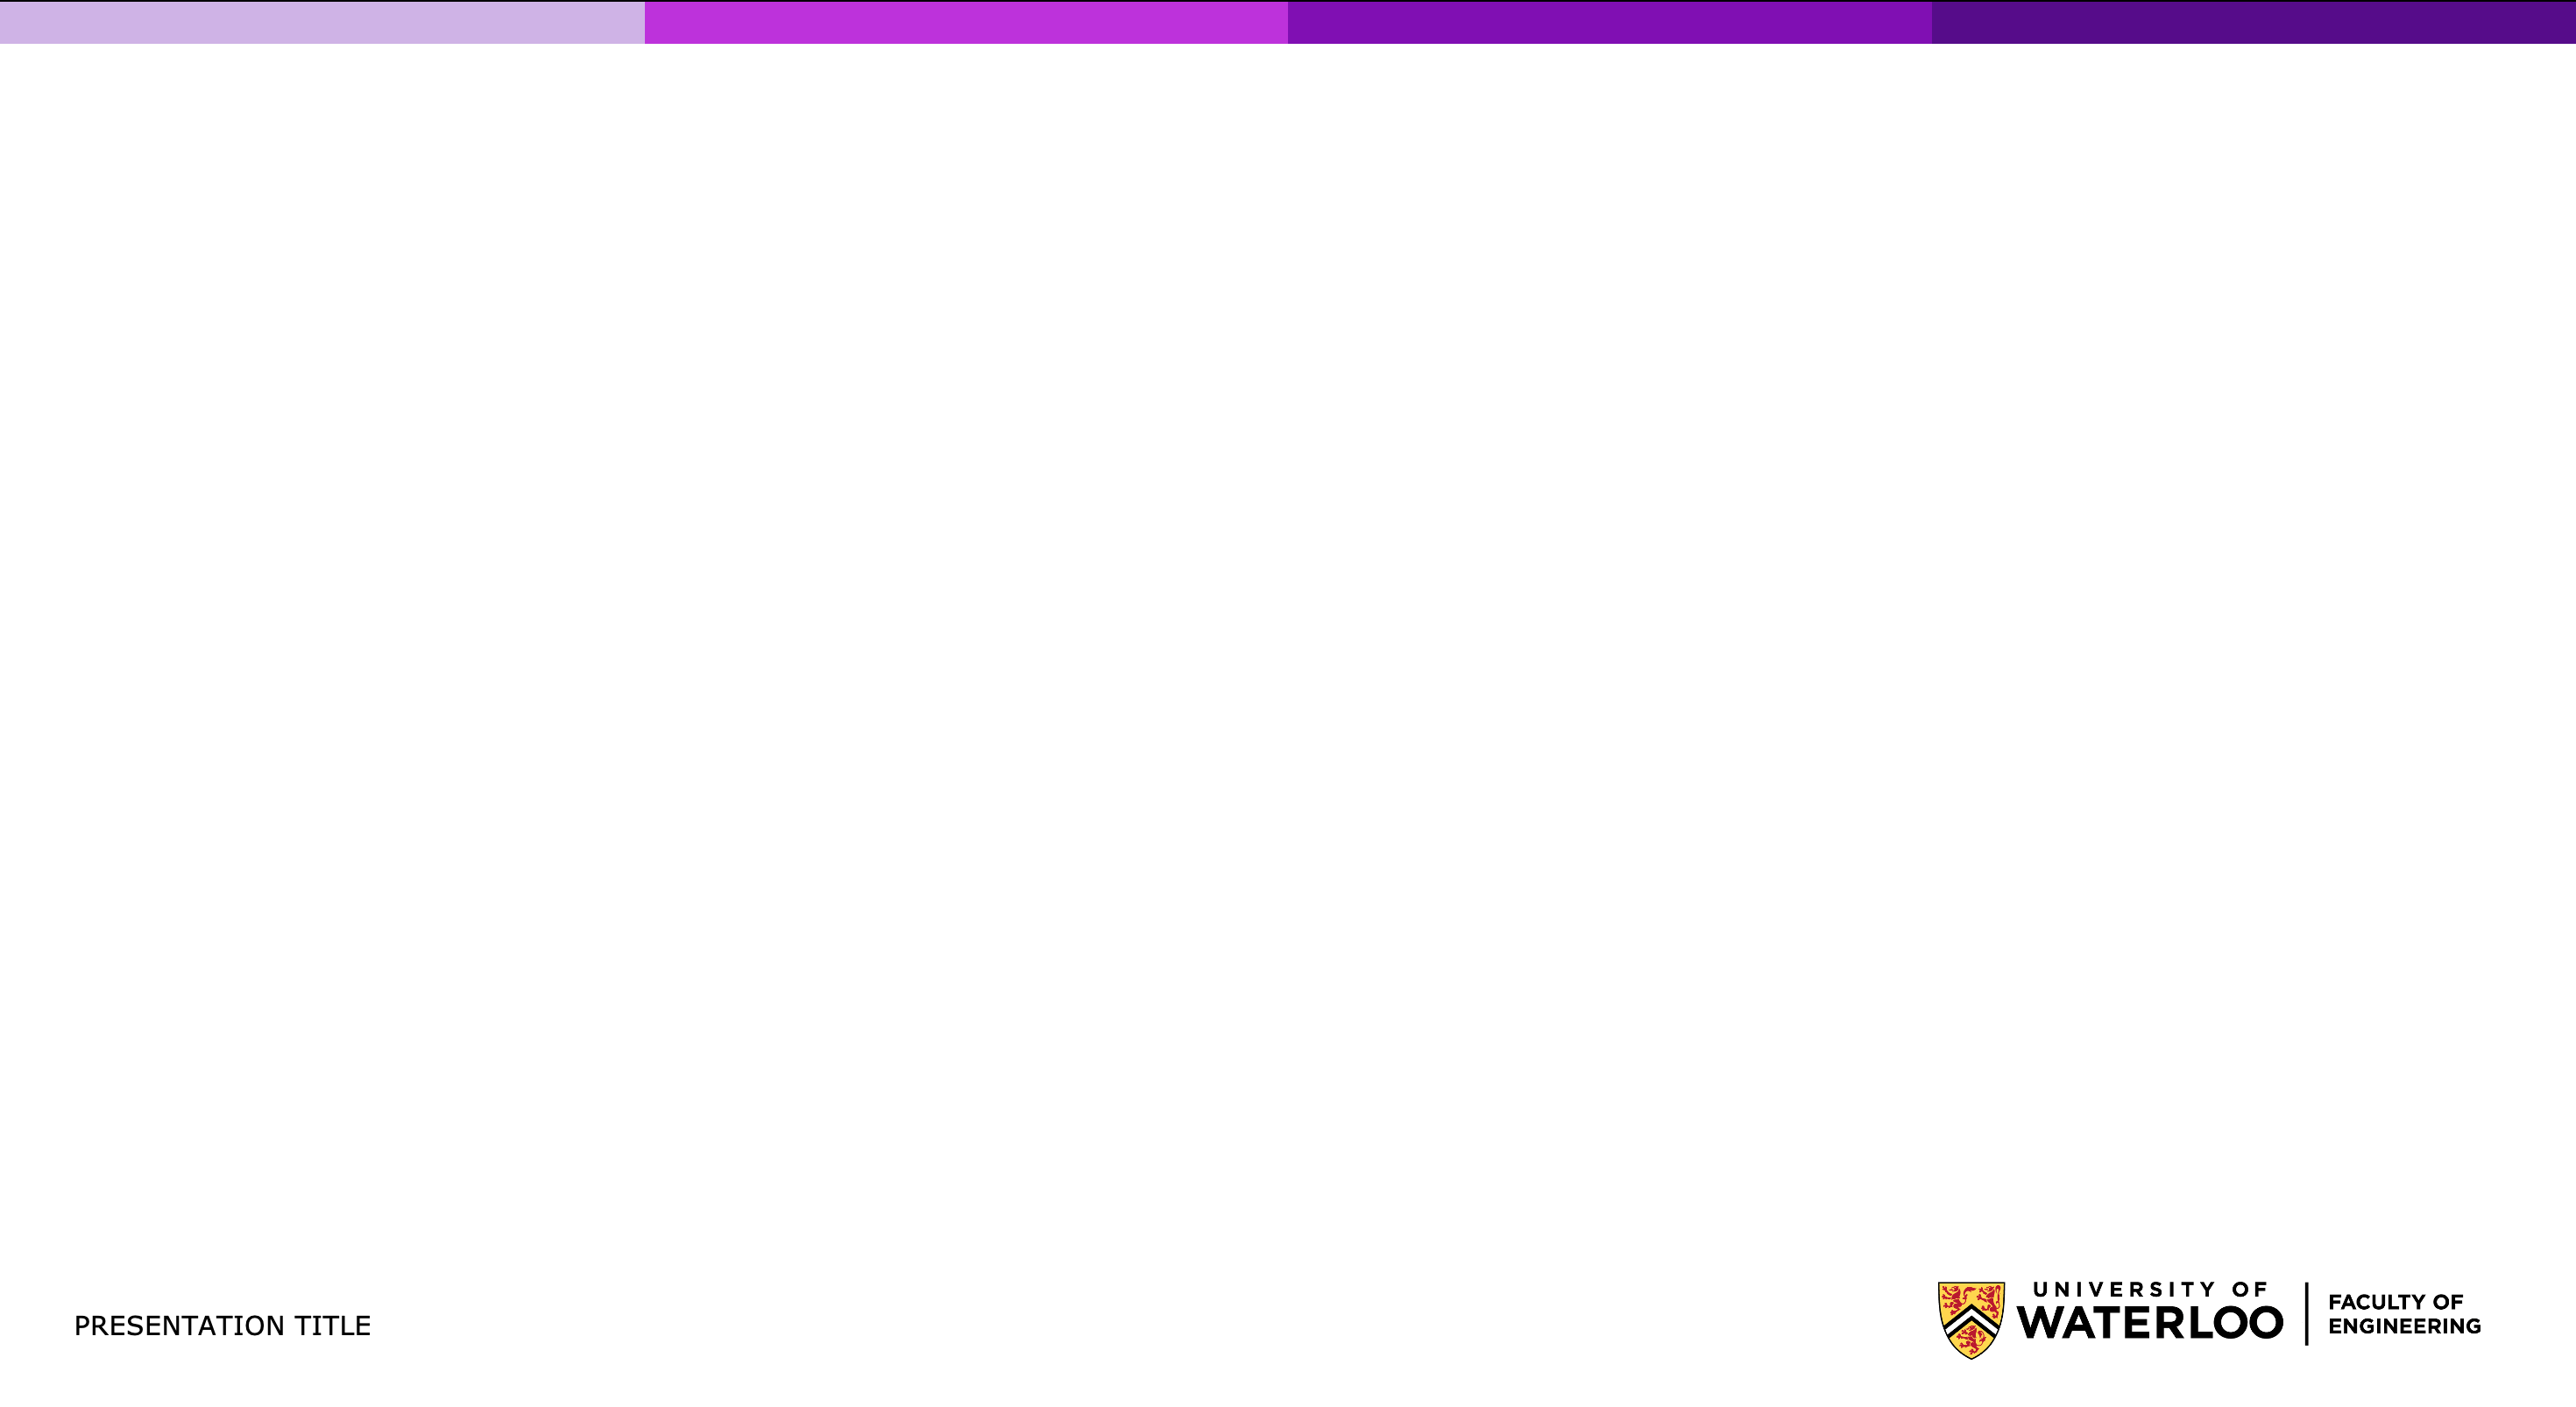 PRESENTATION TITLE
UNIVERSITY OF
WATERLOO
FACULTY OF
ENGINEERING